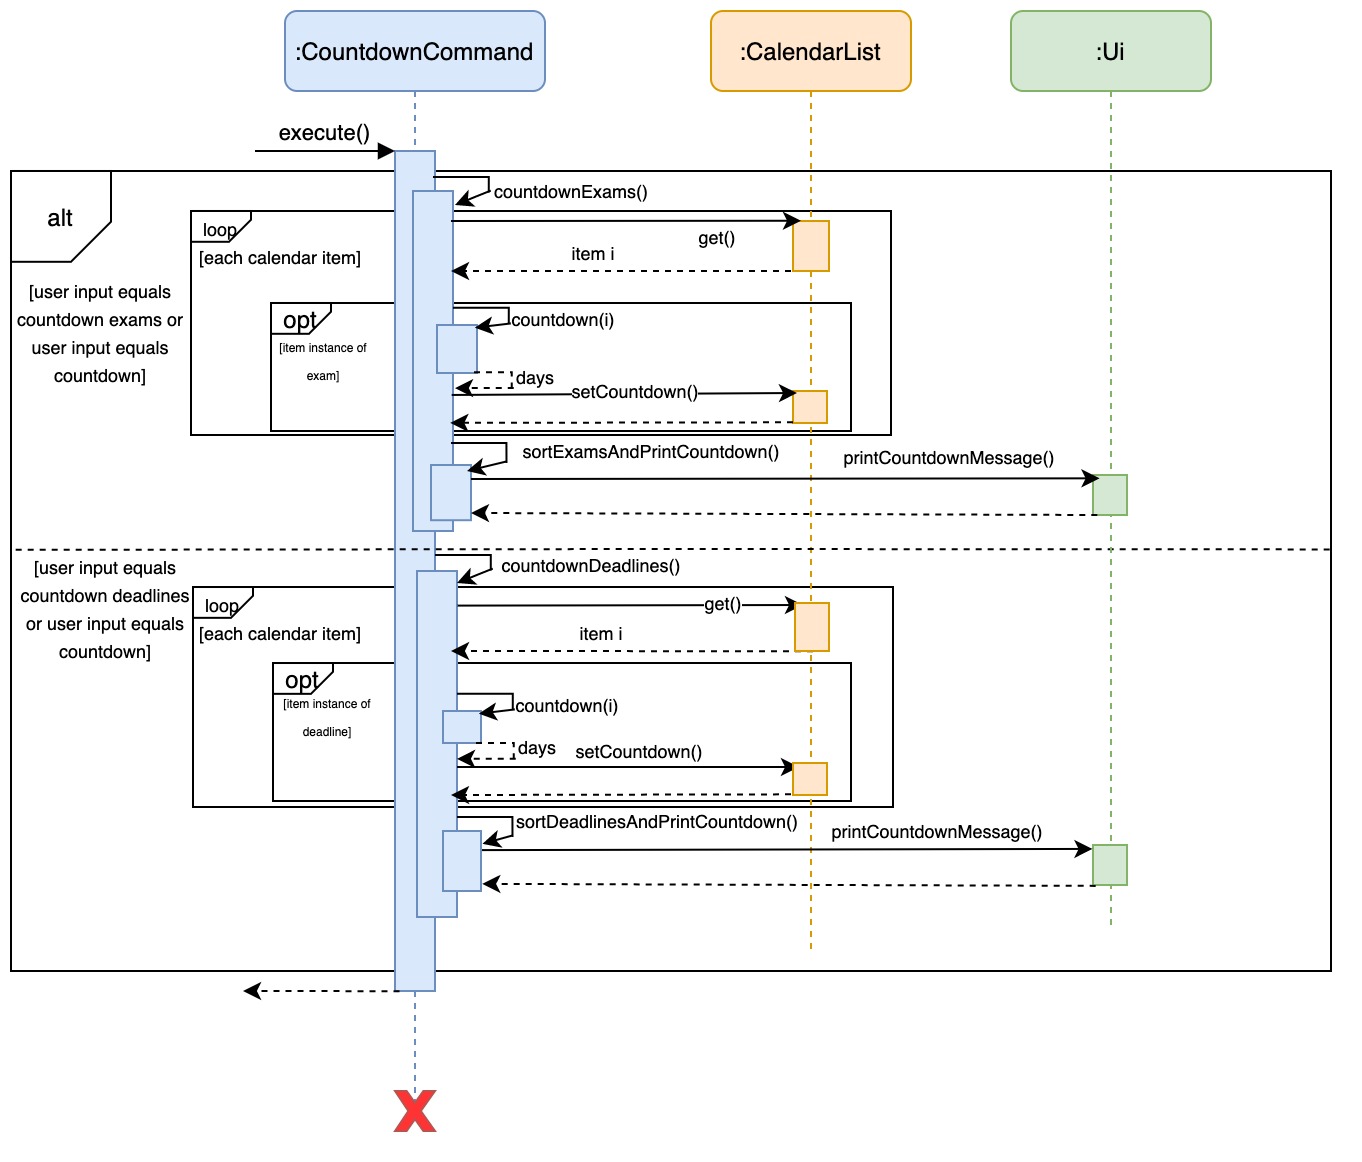 :CountdownCommand
:CalendarList
:Ui
execute()
alt
countdownExams()
loop
get()
[each calendar item]
item i
[user input equals
countdown exams or
user input equals
countdown]
opt
countdown(i)
[item instance of
exam]
days
setCountdown()
sortExamsAndPrintCountdown()
printCountdownMessage()
[user input equals
countdown deadlines
or user input equals
countdown]
countdownDeadlines()
loop
get()
[each calendar item]
item i
opt
[item instance of
deadline]
countdown(i)
days
setCountdown()
sortDeadlinesAndPrintCountdown()
printCountdownMessage()